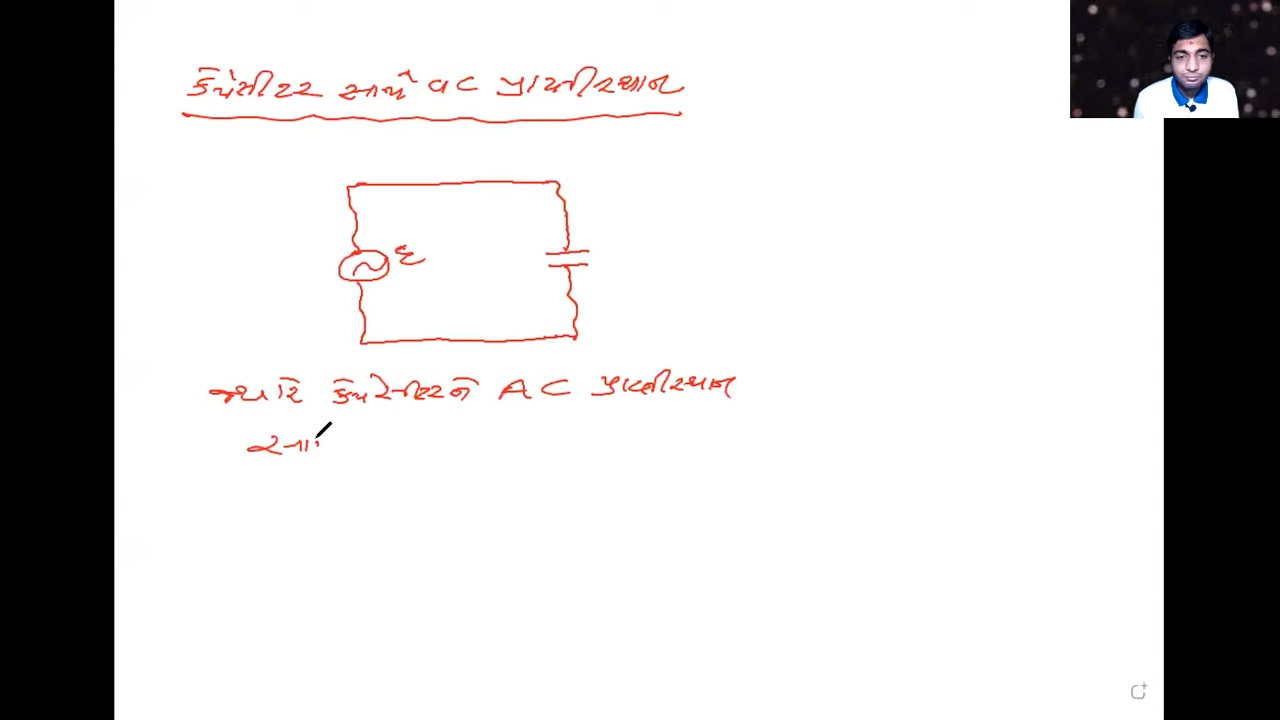 કેપેસીટર સાથે AC પ્રાપ્તીસ્થાન
ε
જ્યારે કેપેસીટરને AC પ્રાપ્તીસ્થાન